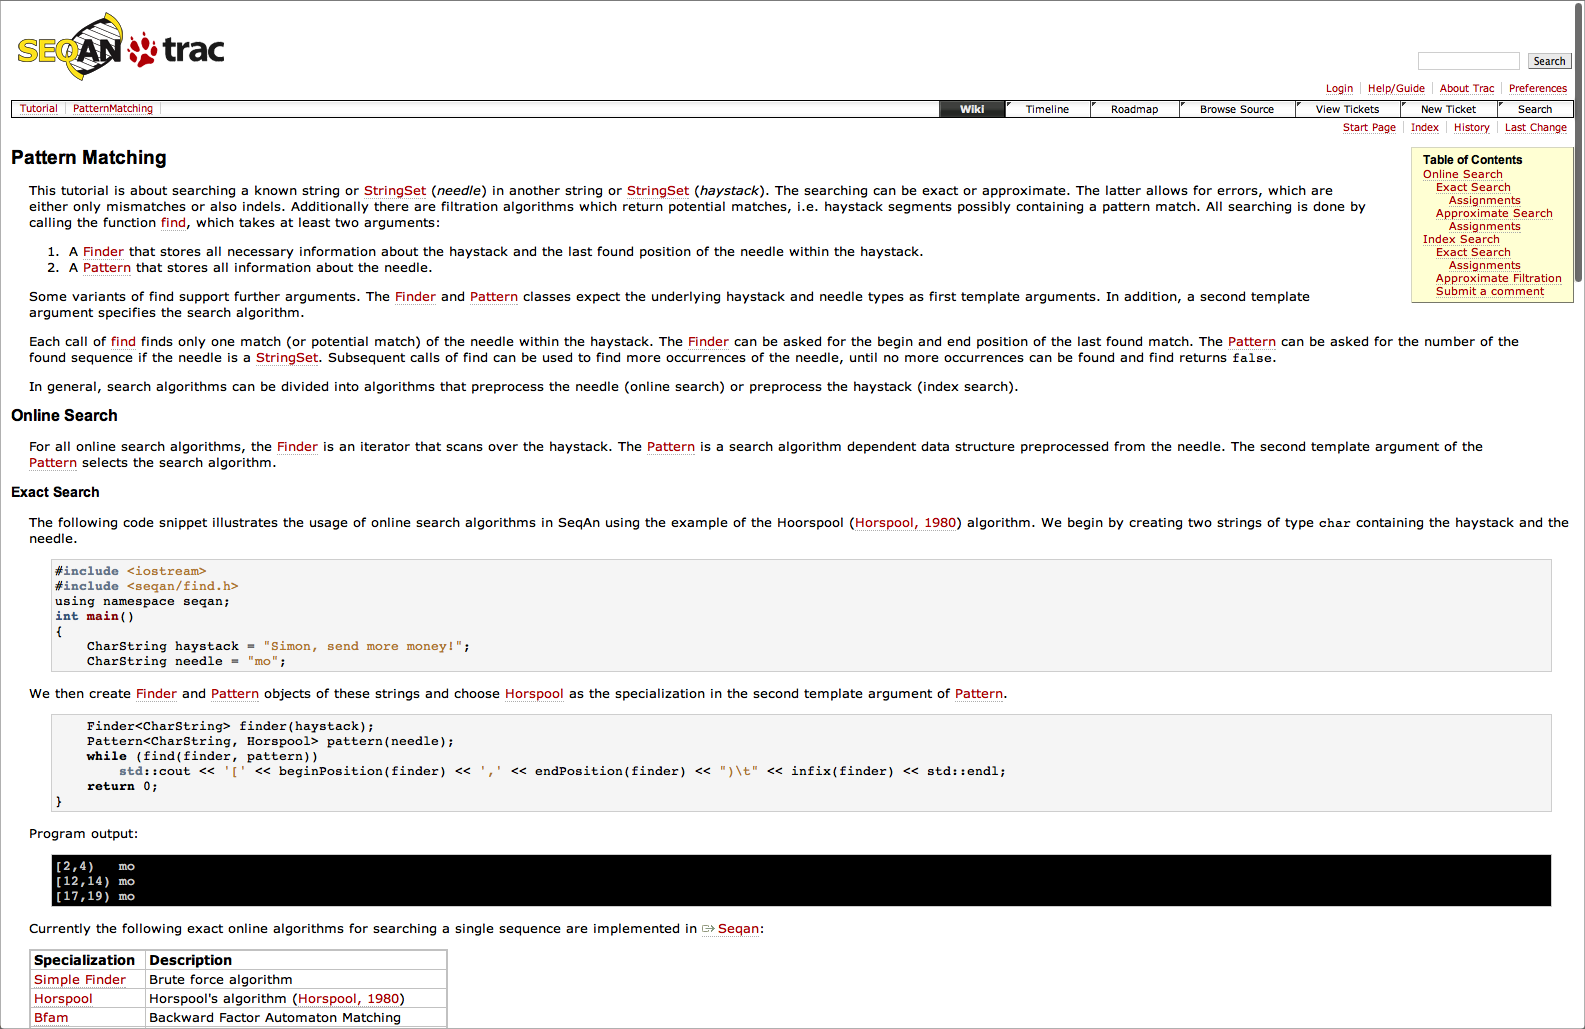 SEQAN trac
Search
Login Help/Guide About Trac Preferences
Tutorial PatternMatching Wiki Timeline Roadmap Browse Source View Tickets New Ticket Search
Start Page Index History Last Change
Pattern Matching
This tutorial is about searching a known string or StringSet (needle) in another string or StringSet (haystack). The searching can be exact or approximate. The latter allows for errors, which are
either only mismatches or also indels. Additionally there are filtration algorithms which return potential matches, i.e. haystack segments possibly containing a pattern match. All searching is done by
calling the function find, which takes at least two arguments:
1. A Finder that stores all necessary information about the haystack and the last found position of the needle within the haystack.
2. A Pattern that stores all information about the needle.
Some variants of find support further arguments. The Finder and Pattern classes expect the underlying haystack and needle types as first template arguments. In addition, a second template
argument specifies the search algorithm.
Table of Contents
Online Search
Exact Search
Assignments
Approximate Search
Assignments
Index Search
Exact Search
Assignments
Approximate Filtration
Submit a comment
Each call of find finds only one match (or potential match) of the needle within the haystack. The Finder can be asked for the begin and end position of the last found match. The Pattern can be asked for the number of the
found sequence if the needle is a StringSet. Subsequent calls of find can be used to find more occurrences of the needle, until no more occurrences can be found and find returns false.
In general, search algorithms can be divided into algorithms that preprocess the needle (online search) or preprocess the haystack (index search).
Online Search
For all online search algorithms, the Finder is an iterator that scans over the haystack. The Pattern is a search algorithm dependent data structure preprocessed from the needle. The second template argument of the
Pattern selects the search algorithm.
Exact Search
The following code snippet illustrates the usage of online search algorithms in SeqAn using the example of the Hoorspool (Horspool, 1980) algorithm. We begin by creating two strings of type char containing the haystack and the
needle.
#include <iostream>
#include <seqan/find.h>
using namespace seqan;
int main()
{
CharString haystack = "Simon, send more money!";
CharString needle = "mo";
We then create Finder and Pattern objects of these strings and choose Horspool as the specialization in the second template argument of Pattern.
Finder<CharString> finder(haystack);
Pattern<CharString, Horspool> pattern(needle);
while (find(finder, pattern))
std::cout << '[' << beginPosition(finder) << ',' << endPosition(finder) << ")\t" << infix(finder) << std::endl;
return 0;
}
Program output:
[2,4) mo
[12,14) mo
[17,19) mo
Currently the following exact online algorithms for searching a single sequence are implemented in Seqan:
Specialization Description
Simple Finder Brute force algorithm
Horspool Horspool's algorithm (Horspool, 1980)
Bfam Backward Factor Automaton Matching